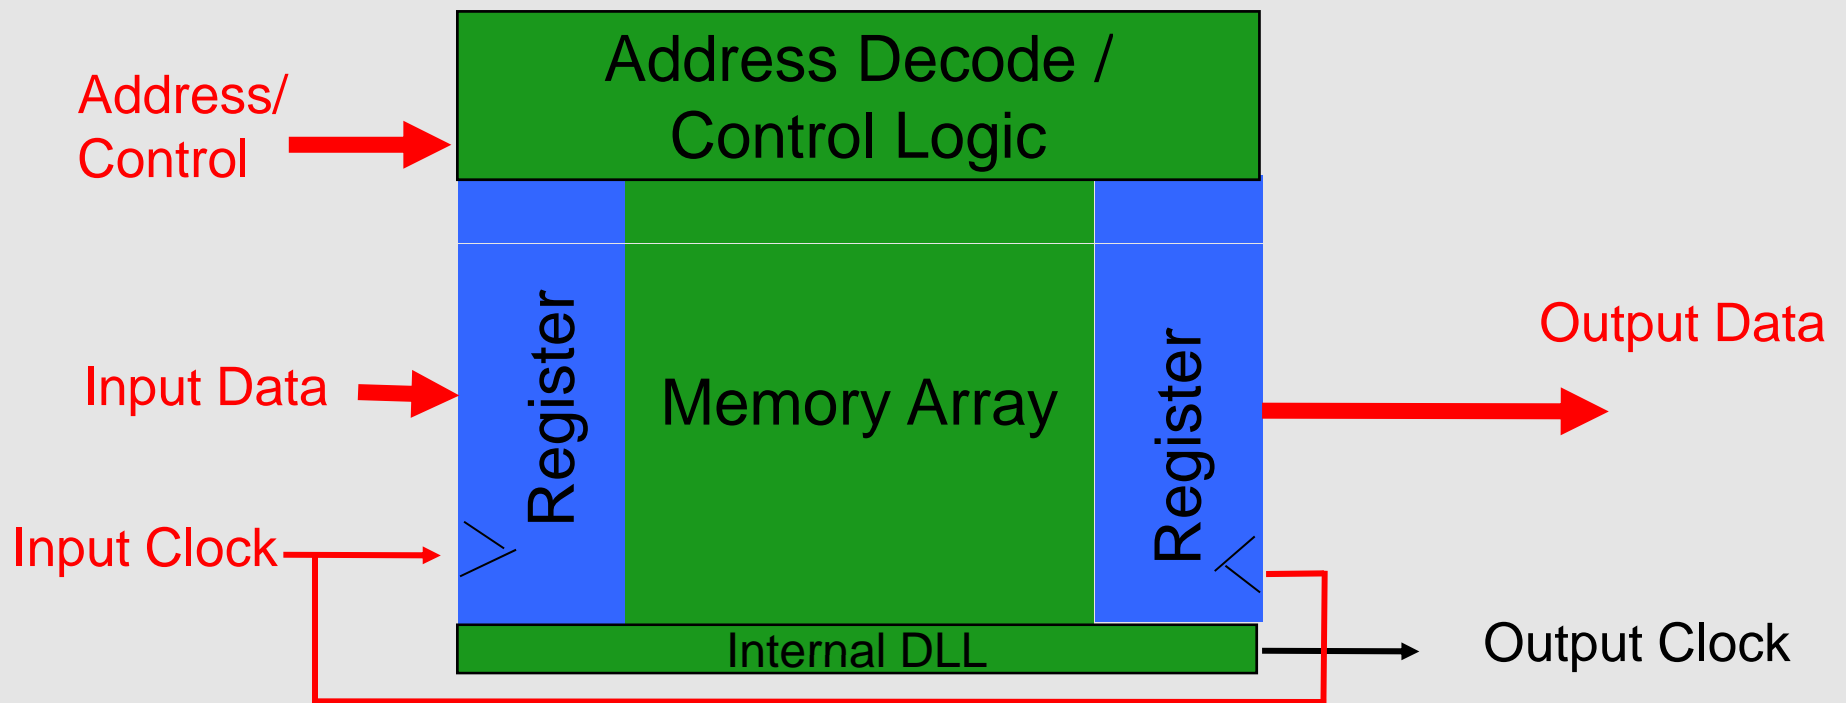 Address Decode /
Control Logic
Address/
Control
Register
Memory Array
Register
Input Data
Output Data
Input Clock
Internal DLL
Output Clock